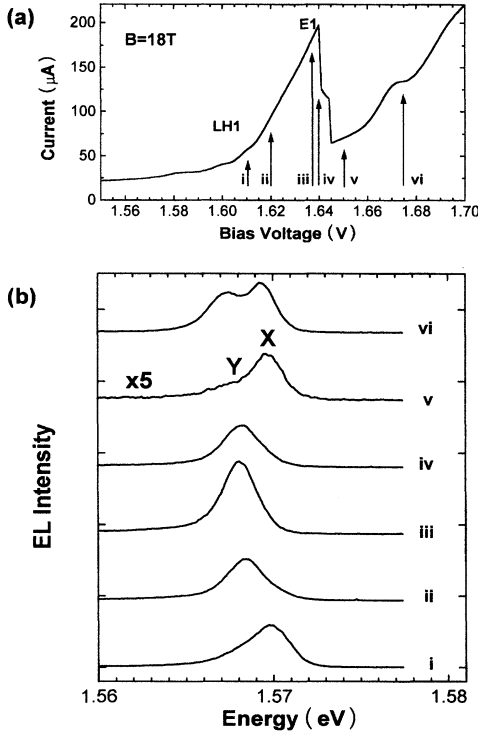 (a)
B=18T
E1
LH1
Current (μA)
200
150
100
50
0
i ii iii iv v vi
1.56 1.58 1.60 1.62 1.64 1.66 1.68 1.70
Bias Voltage (V)
(b)
vi
X
Y
x5
v
iv
iii
ii
i
EL Intensity
1.56 1.57 1.58
Energy (eV)